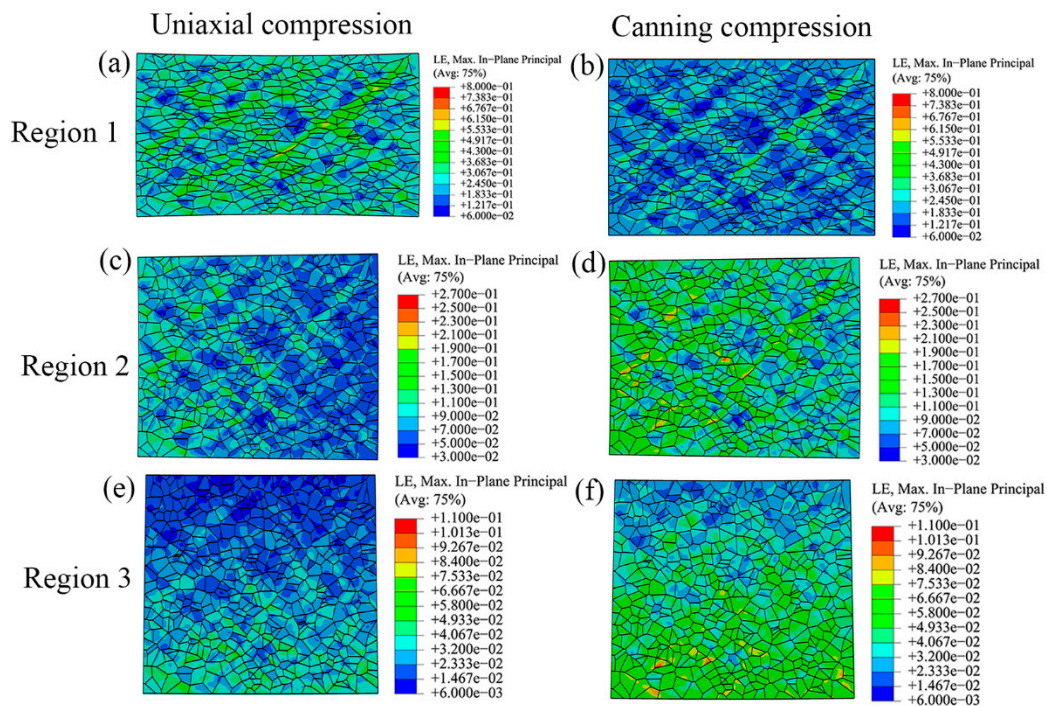 Uniaxial compression
Canning compression
Region 1
(a)
LE, Max. In-Plane Principal
(Avg: 75%)
+8.000e-01
+7.383e-01
+6.767e-01
+6.150e-01
+5.533e-01
+4.917e-01
+4.300e-01
+3.683e-01
+3.067e-01
+2.450e-01
+1.833e-01
+1.217e-01
+6.000e-02
(b)
LE, Max. In-Plane Principal
(Avg: 75%)
+8.000e-01
+7.383e-01
+6.767e-01
+6.150e-01
+5.533e-01
+4.917e-01
+4.300e-01
+3.683e-01
+3.067e-01
+2.450e-01
+1.833e-01
+1.217e-01
+6.000e-02
Region 2
(c)
LE, Max. In-Plane Principal
(Avg: 75%)
+2.700e-01
+2.500e-01
+2.300e-01
+2.100e-01
+1.900e-01
+1.700e-01
+1.500e-01
+1.300e-01
+1.100e-01
+9.000e-02
+7.000e-02
+5.000e-02
+3.000e-02
(d)
LE, Max. In-Plane Principal
(Avg: 75%)
+2.700e-01
+2.500e-01
+2.300e-01
+2.100e-01
+1.900e-01
+1.700e-01
+1.500e-01
+1.300e-01
+1.100e-01
+9.000e-02
+7.000e-02
+5.000e-02
+3.000e-02
Region 3
(e)
LE, Max. In-Plane Principal
(Avg: 75%)
+1.100e-01
+1.013e-01
+9.267e-02
+8.400e-02
+7.533e-02
+6.667e-02
+5.800e-02
+4.933e-02
+4.067e-02
+3.200e-02
+2.333e-02
+1.467e-02
+6.000e-03
(f)
LE, Max. In-Plane Principal
(Avg: 75%)
+1.100e-01
+1.013e-01
+9.267e-02
+8.400e-02
+7.533e-02
+6.667e-02
+5.800e-02
+4.933e-02
+4.067e-02
+3.200e-02
+2.333e-02
+1.467e-02
+6.000e-03